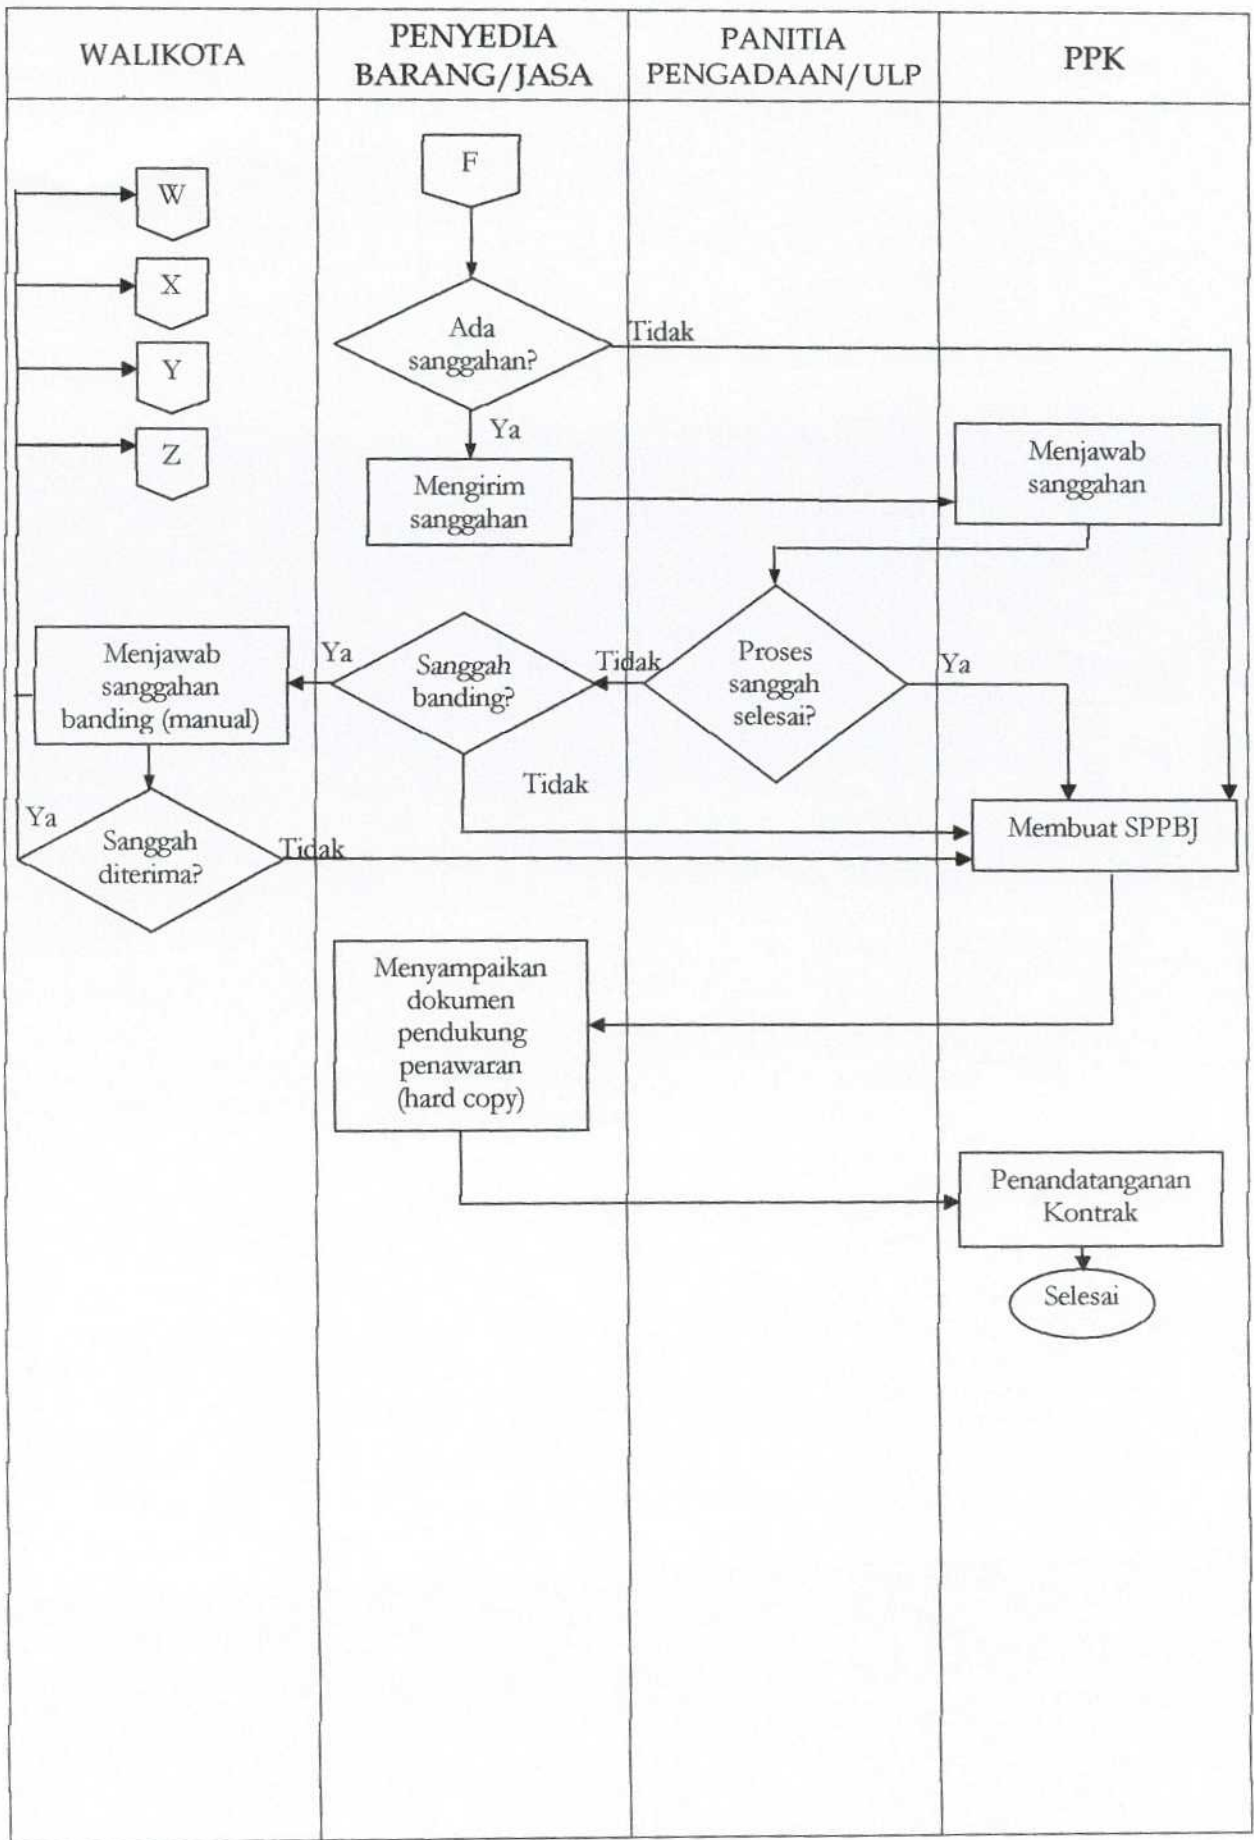 WALIKOTA
PENYEDIA
BARANG/JASA
PANITIA
PENGADAAN/ULP
PPK
F
W
X
Y
Z
Ada
sanggahan?
Tidak
Ya
Mengirim
sanggahan
Menjawab
sanggahan
Proses
sanggah
selesai?
Ya
Tidak
Sanggah
banding?
Ya
Tidak
Menjawab
sanggahan
banding (manual)
Ya
Sanggah
diterima?
Tidak
Membuat SPPBJ
Menyampaikan
dokumen
pendukung
penawaran
(hard copy)
Penandatanganan
Kontrak
Selesai